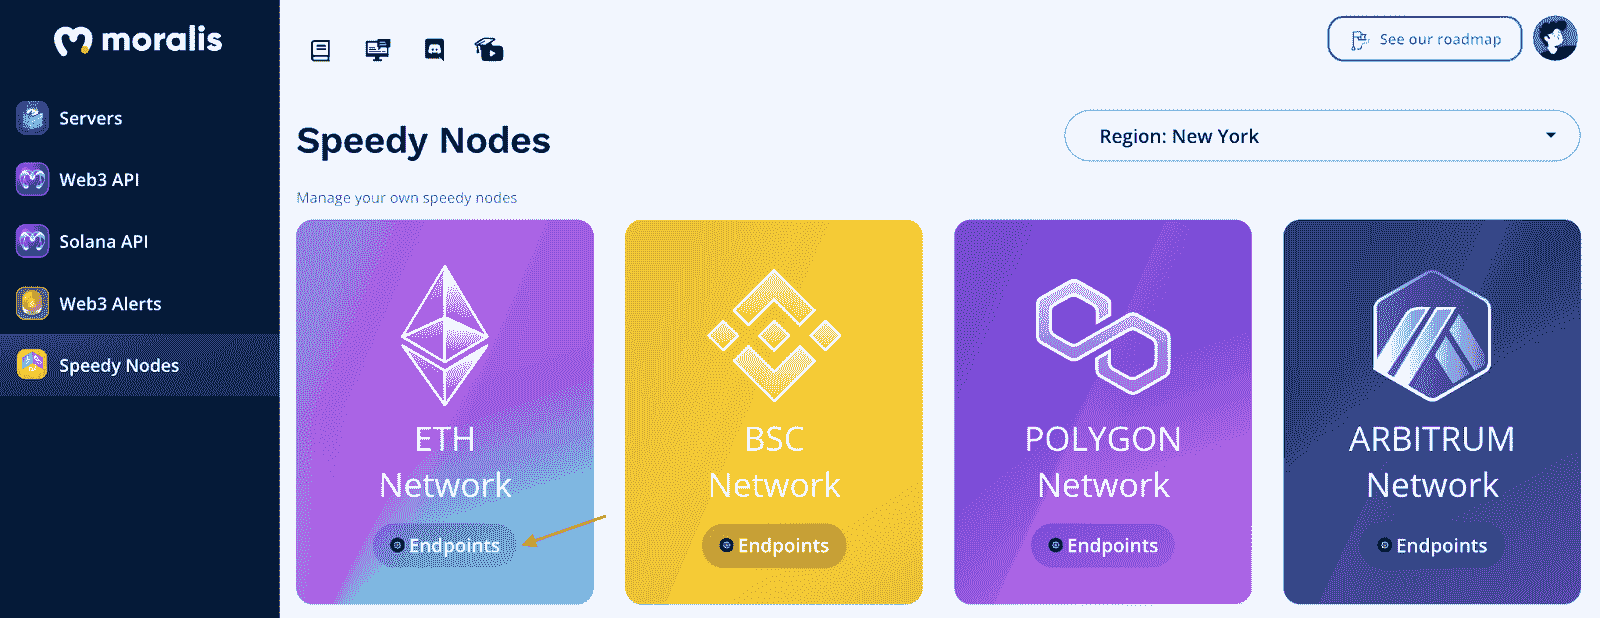 moralis
See our roadmap
Servers
Web3 API
Solana API
Web3 Alerts
Speedy Nodes
Speedy Nodes
Region: New York
Manage your own speedy nodes
ETH
Network
Endpoints
BSC
Network
Endpoints
POLYGON
Network
Endpoints
ARBITRUM
Network
Endpoints